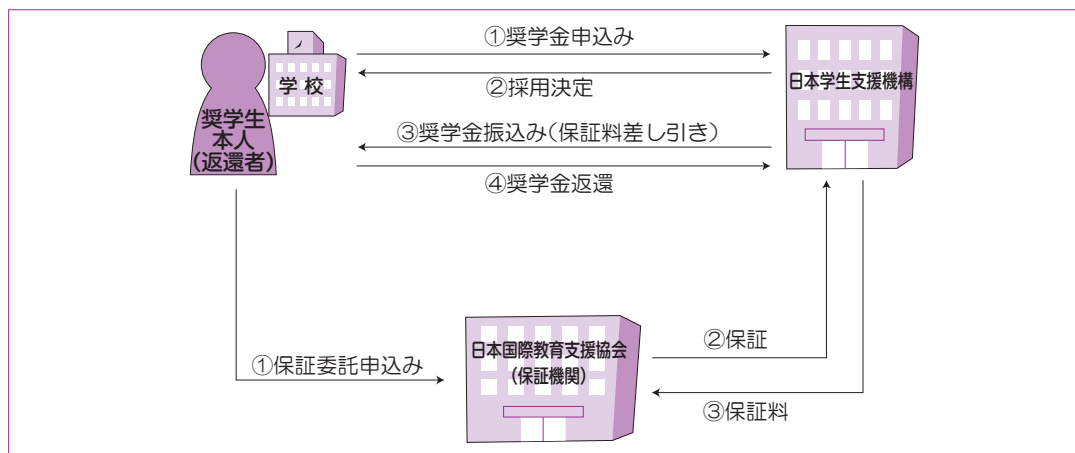 ①奨学金申込み
学校
②採用決定
日本学生支援機構
奨学生
本人
(返還者)
③奨学金振込み(保証料差し引き)
④奨学金返還
日本国際教育支援協会
(保証機関)
②保証
①保証委託申込み
③保証料